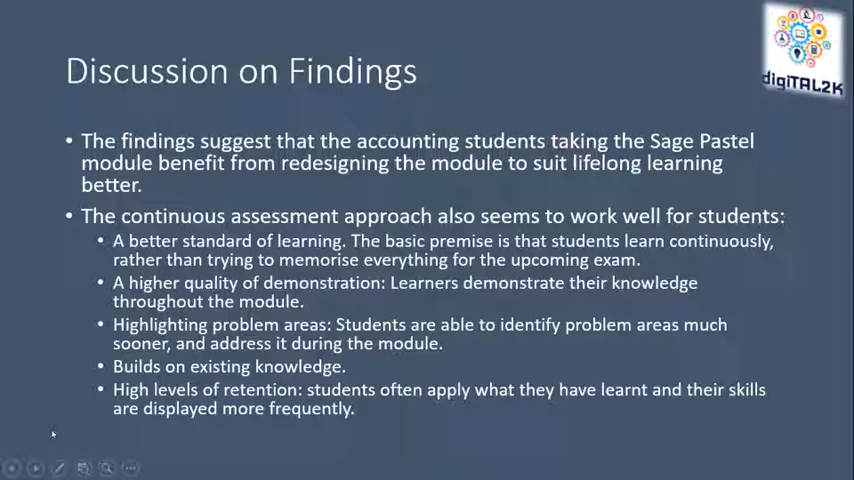 Discussion on Findings
digiTAL2K
• The findings suggest that the accounting students taking the Sage Pastel
module benefit from redesigning the module to suit lifelong learning
better.
• The continuous assessment approach also seems to work well for students:
• A better standard of learning. The basic premise is that students learn continuously,
rather than trying to memorise everything for the upcoming exam.
• A higher quality of demonstration: Learners demonstrate their knowledge
throughout the module.
• Highlighting problem areas: Students are able to identify problem areas much
sooner, and address it during the module.
• Builds on existing knowledge.
• High levels of retention: students often apply what they have learnt and their skills
are displayed more frequently.